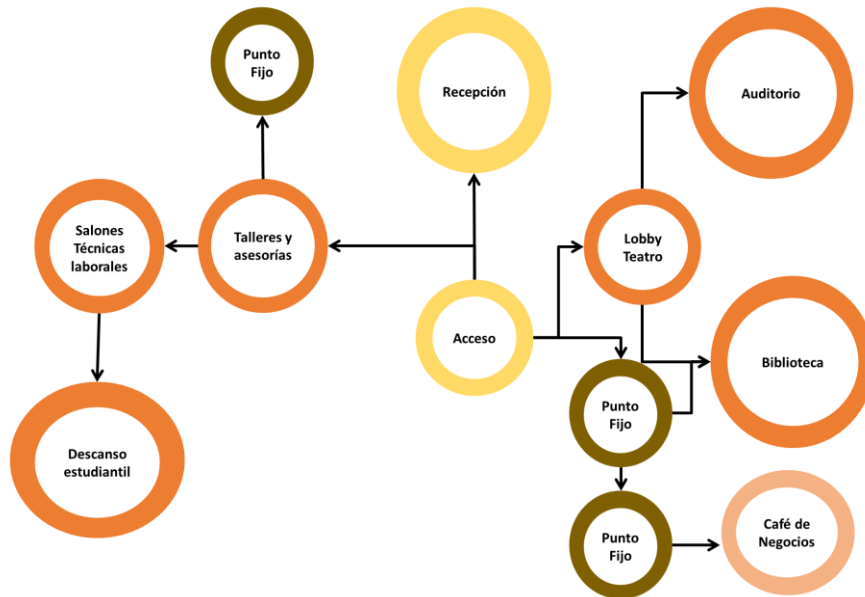 Punto
Fijo
Recepción
Auditorio
Salones
Técnicas
laborales
Talleres y
asesorías
Lobby
Teatro
Acceso
Biblioteca
Punto
Fijo
Descanso
estudiantil
Punto
Fijo
Café de
Negocios